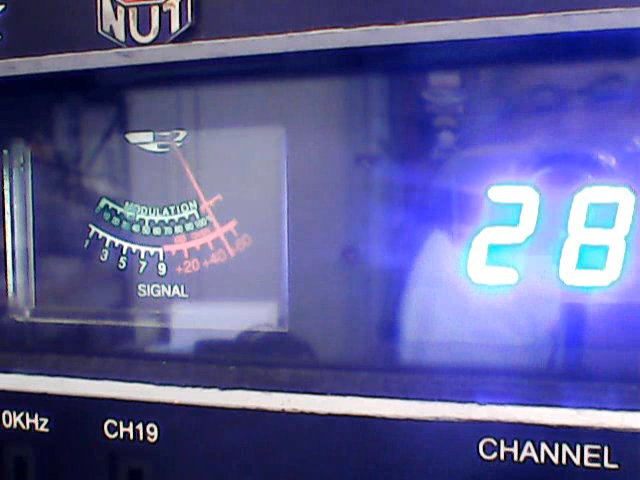 NUT
MODULATION
1 3 5 7 9 +20 +40 +60
SIGNAL
28
0KHz
CH19
CHANNEL